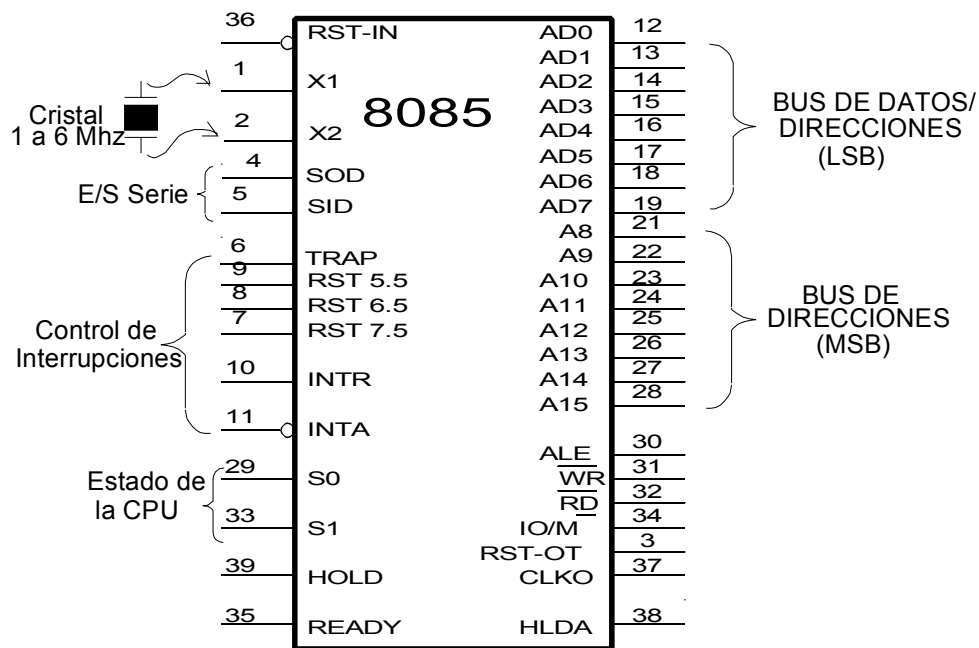 36 RST-IN AD0 12
AD1 13
1 X1 AD2 14
8085
AD3 15
Cristal
1 a 6 Mhz
2 X2 AD4 16
AD5 17
4 SOD AD6 18
E/S Serie
5 SID AD7 19
BUS DE DATOS/
DIRECCIONES
(LSB)
A8 21
6 TRAP A9 22
9 RST 5.5 A10 23
8 RST 6.5 A11 24
7 RST 7.5 A12 25
Control de
Interrupciones
A13 26
10 INTR A14 27
A15 28
BUS DE
DIRECCIONES
(MSB)
11 INTA
ALE 30
29 S0 WR 31
Estado de
la CPU
RD 32
33 S1 IO/M 34
RST-OT 3
39 HOLD CLKO 37
35 READY HLDA 38